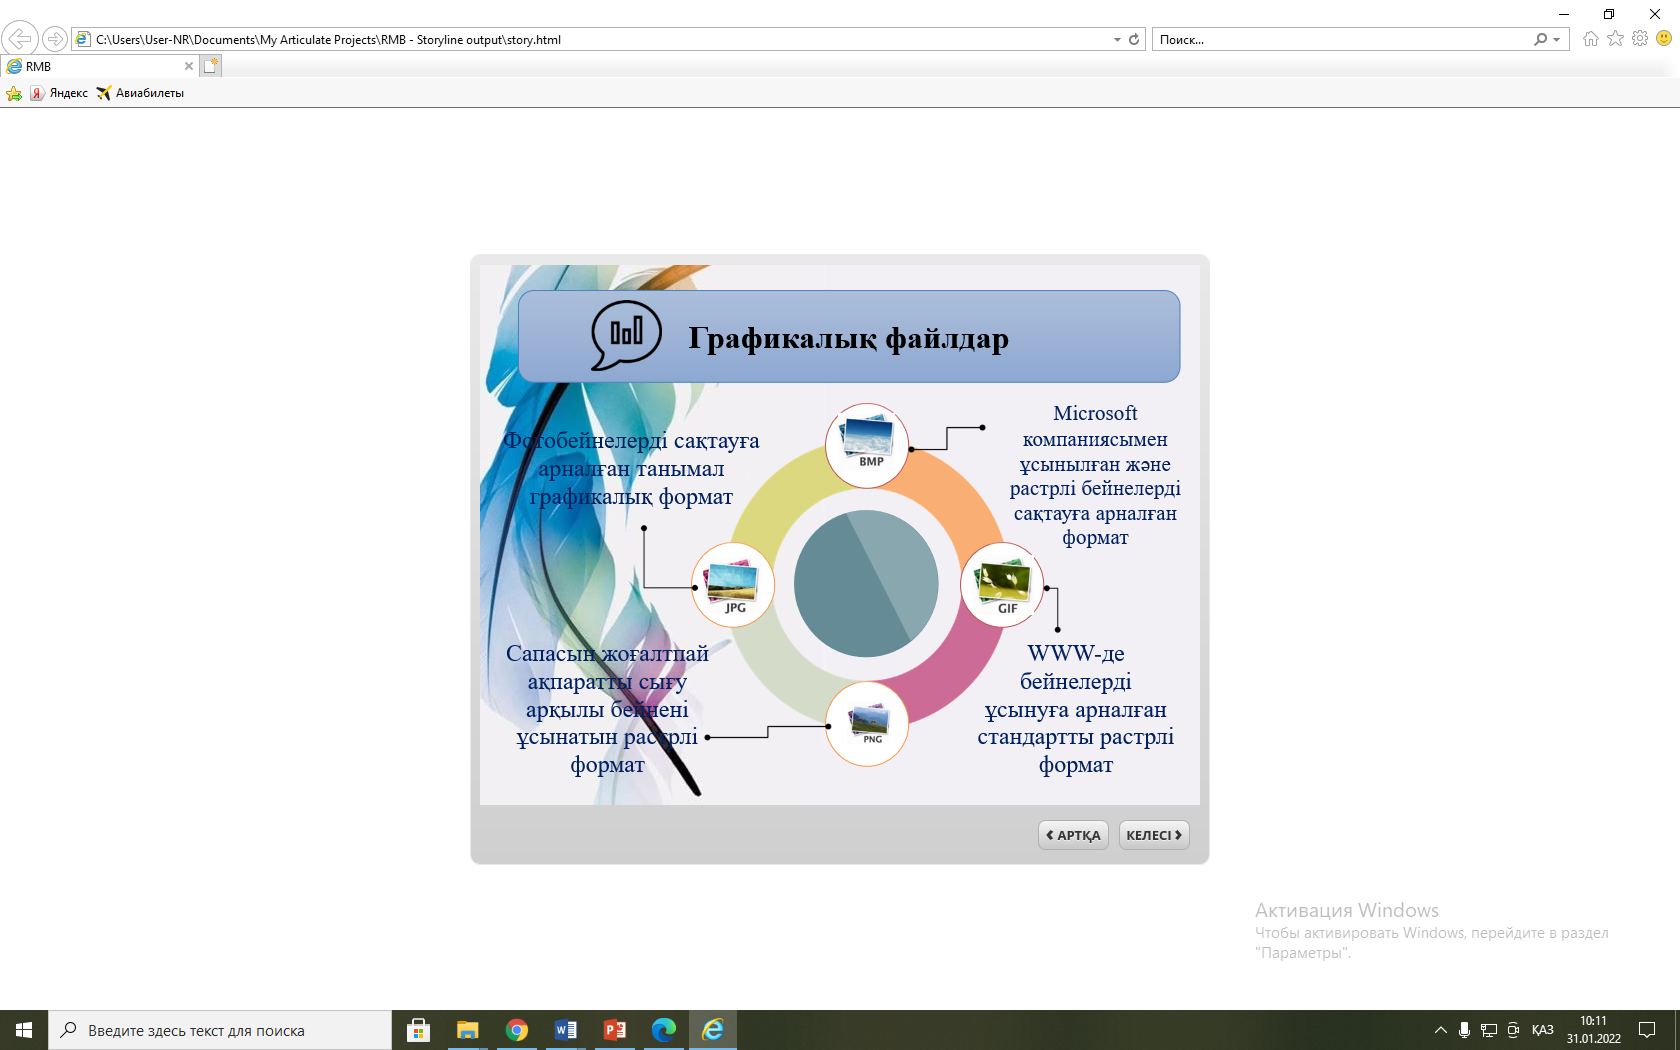 C:\Users\User-NR\Documents\My Articulate Projects\RMB - Storyline output\story.html
Поиск...
RMB
Яндекс
Авиабилеты
Графикалық файлдар
Фотобейнелерді сақтауға
арналған танымал
графикалық формат
BMP
Microsoft
компаниясымен
ұсынылған және
растрлі бейнелерді
сақтауға арналған
формат
JPG
GIF
Сапасын жоғалтпай
ақпаратты сығу
арқылы бейнені
ұсынатын растрлі
формат
PNG
WWW-де
бейнелерді
ұсынуға арналған
стандартты растрлі
формат
АРТҚА
КЕЛЕСІ
Активация Windows
Чтобы активировать Windows, перейдите в раздел
"Параметры".
Введите здесь текст для поиска
ҚАЗ
10:11
31.01.2022